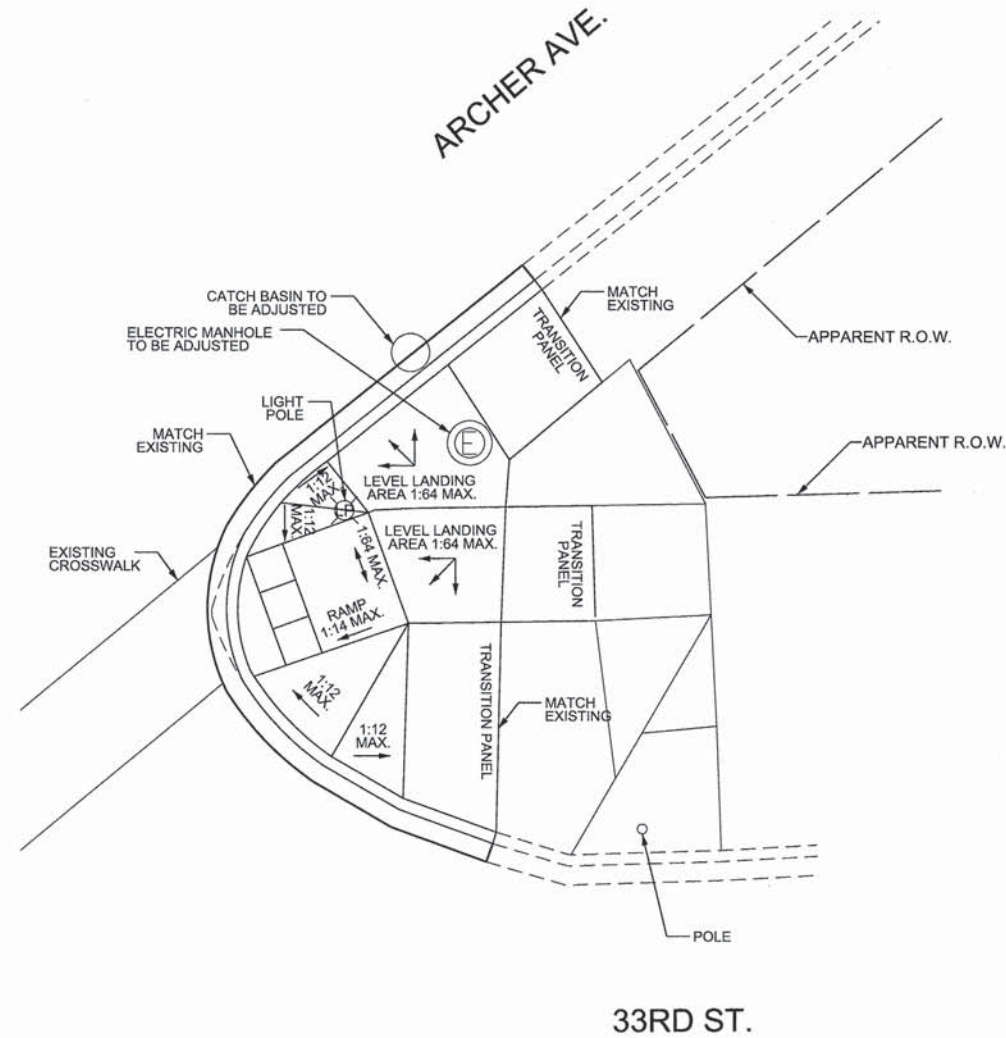 ARCHER AVE.
CATCH BASIN TO
BE ADJUSTED
ELECTRIC MANHOLE
TO BE ADJUSTED
LIGHT
POLE
MATCH
EXISTING
EXISTING
CROSSWALK
MATCH
EXISTING
TRANSITION
PANEL
APPARENT R.O.W.
APPARENT R.O.W.
E
LEVEL LANDING
AREA 1:64 MAX.
1:12
MAX.
1:12
MAX.
LEVEL LANDING
AREA 1:64 MAX.
1:64 MAX.
TRANSITION
PANEL
RAMP
1:14 MAX.
1:12
MAX.
1:12
MAX.
TRANSITION PANEL
MATCH
EXISTING
POLE
33RD ST.